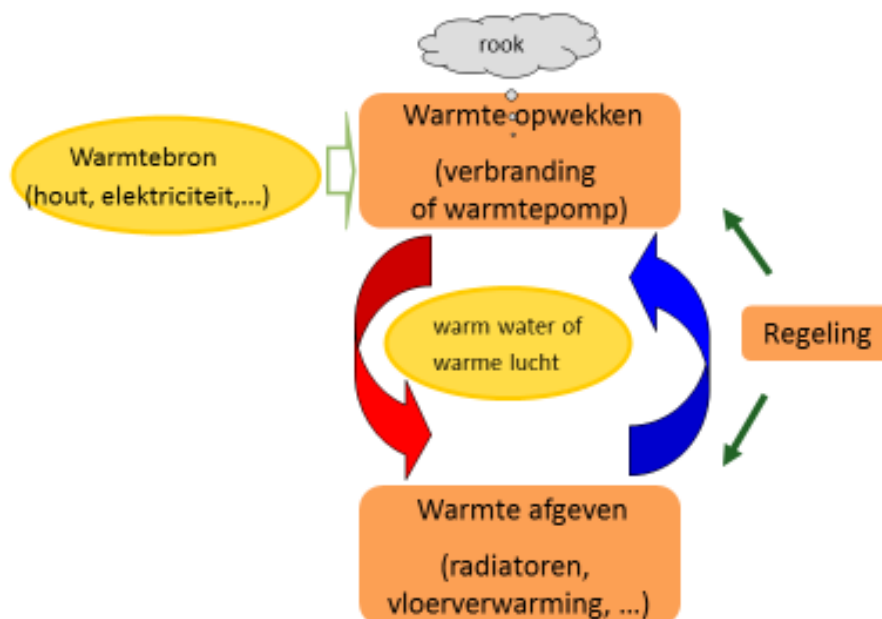 rook
Warmte opwekken
(verbranding
of warmtepomp)
Warmtebron
(hout, elektriciteit,...)
warm water of
warme lucht
Regeling
Warmte afgeven
(radiatoren,
vloerverwarming, ...)